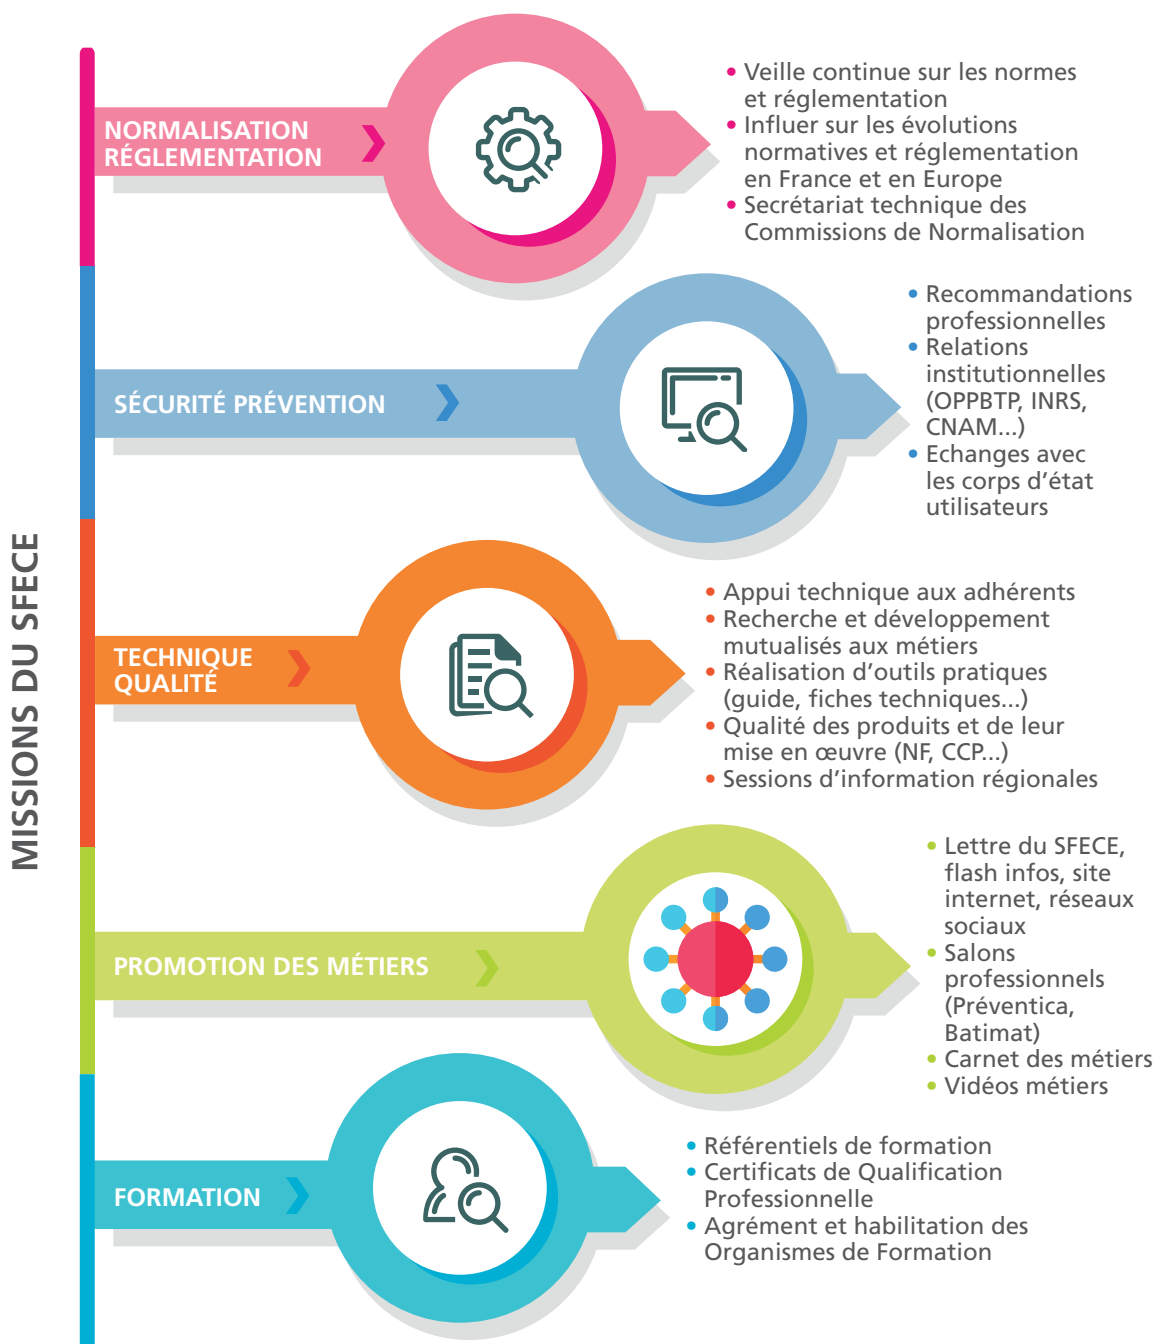 MISSIONS DU SFECE
NORMALISATION
RÉGLEMENTATION
• Veille continue sur les normes
et réglementation
• Influer sur les évolutions
normatives et réglementation
en France et en Europe
• Secrétariat technique des
Commissions de Normalisation
SÉCURITÉ PRÉVENTION
• Recommandations
professionnelles
• Relations
institutionnelles
(OPPBTP, INRS,
CNAM...)
• Echanges avec
les corps d’état
utilisateurs
TECHNIQUE
QUALITÉ
• Appui technique aux adhérents
• Recherche et développement
mutualisés aux métiers
• Réalisation d’outils pratiques
(guide, fiches techniques...)
• Qualité des produits et de leur
mise en œuvre (NF, CCP...)
• Sessions d’information régionales
PROMOTION DES MÉTIERS
• Lettre du SFECE,
flash infos, site
internet, réseaux
sociaux
• Salons
professionnels
(Préventica,
Batimat)
• Carnet des métiers
• Vidéos métiers
FORMATION
• Référentiels de formation
• Certificats de Qualification
Professionnelle
• Agrément et habilitation des
Organismes de Formation